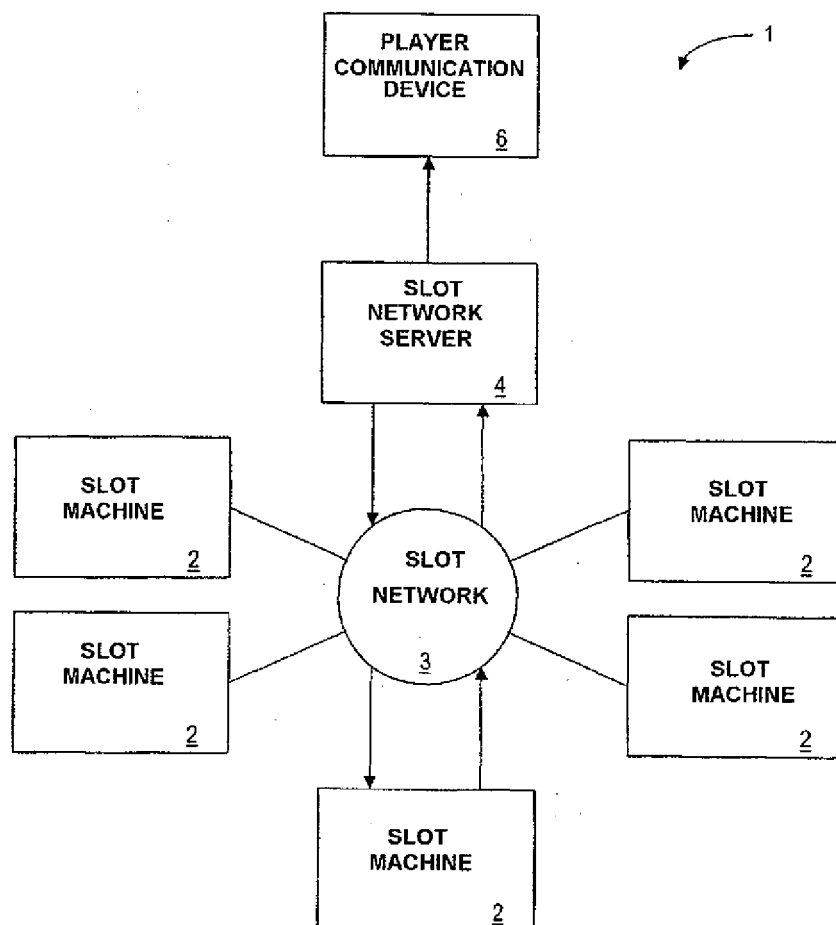 PLAYER
COMMUNICATION
DEVICE
6
1
SLOT
NETWORK
SERVER
4
SLOT
MACHINE
2
SLOT
MACHINE
2
SLOT
NETWORK
3
SLOT
MACHINE
2
SLOT
MACHINE
2
SLOT
MACHINE
2